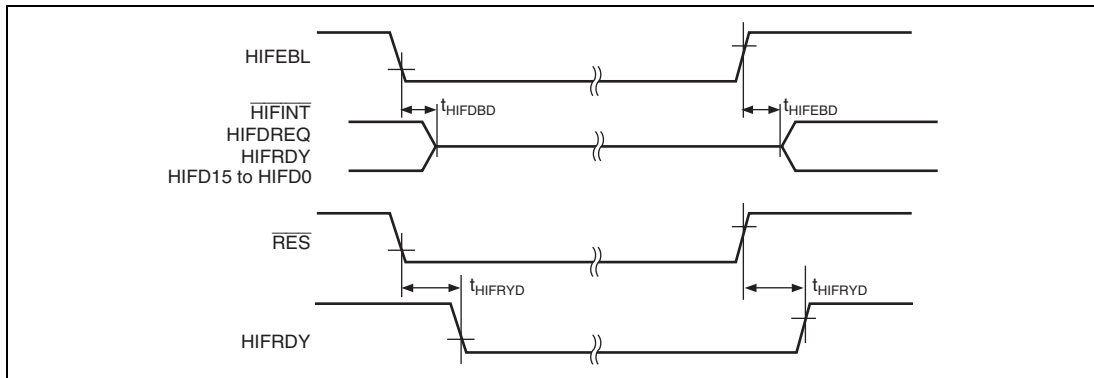 HIFEBL
tHIFDBD
tHIFEBD
HIFINT
HIFDREQ
HIFRDY
HIFD15 to HIFD0
RES
tHIFRYD
tHIFRYD
HIFRDY